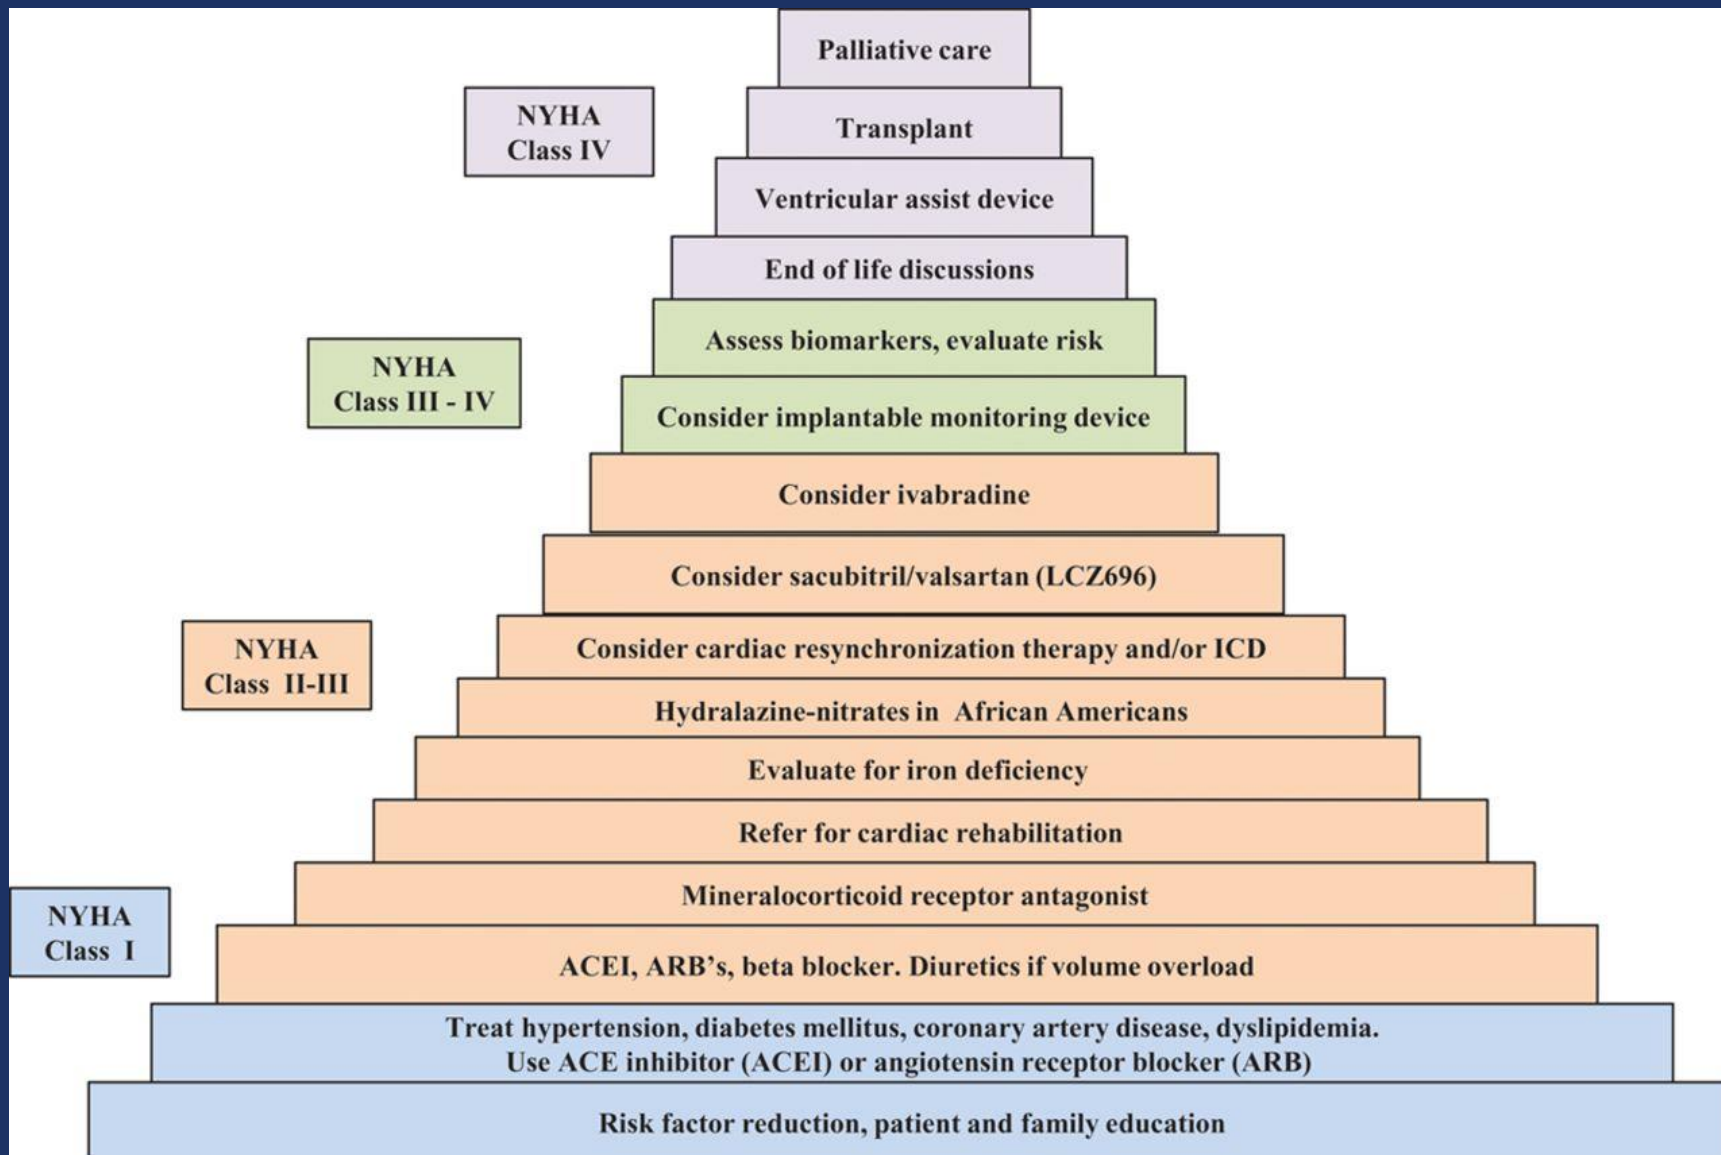 Palliative care
NYHA
Class IV
Transplant
Ventricular assist device
End of life discussions
Assess biomarkers, evaluate risk
NYHA
Class III - IV
Consider implantable monitoring device
Consider ivabradine
Consider sacubitril/valsartan (LCZ696)
NYHA
Class II-III
Consider cardiac resynchronization therapy and/or ICD
Hydralazine-nitrates in African Americans
Evaluate for iron deficiency
Refer for cardiac rehabilitation
Mineralocorticoid receptor antagonist
NYHA
Class I
ACEI, ARB's, beta blocker. Diuretics if volume overload
Treat hypertension, diabetes mellitus, coronary artery disease, dyslipidemia.
Use ACE inhibitor (ACEI) or angiotensin receptor blocker (ARB)
Risk factor reduction, patient and family education